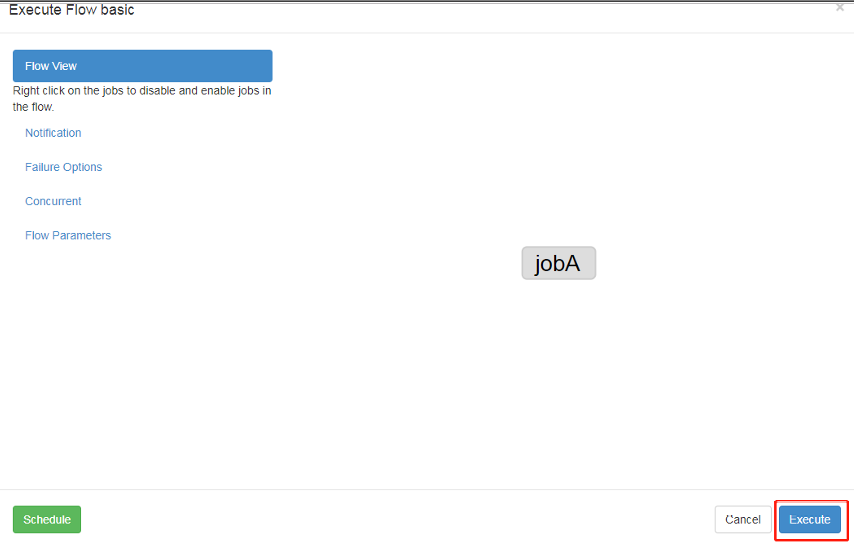 Execute Flow basic
×
Flow View
Right click on the jobs to disable and enable jobs in
the flow.
Notification
Failure Options
Concurrent
Flow Parameters
jobA
Schedule
Cancel
Execute